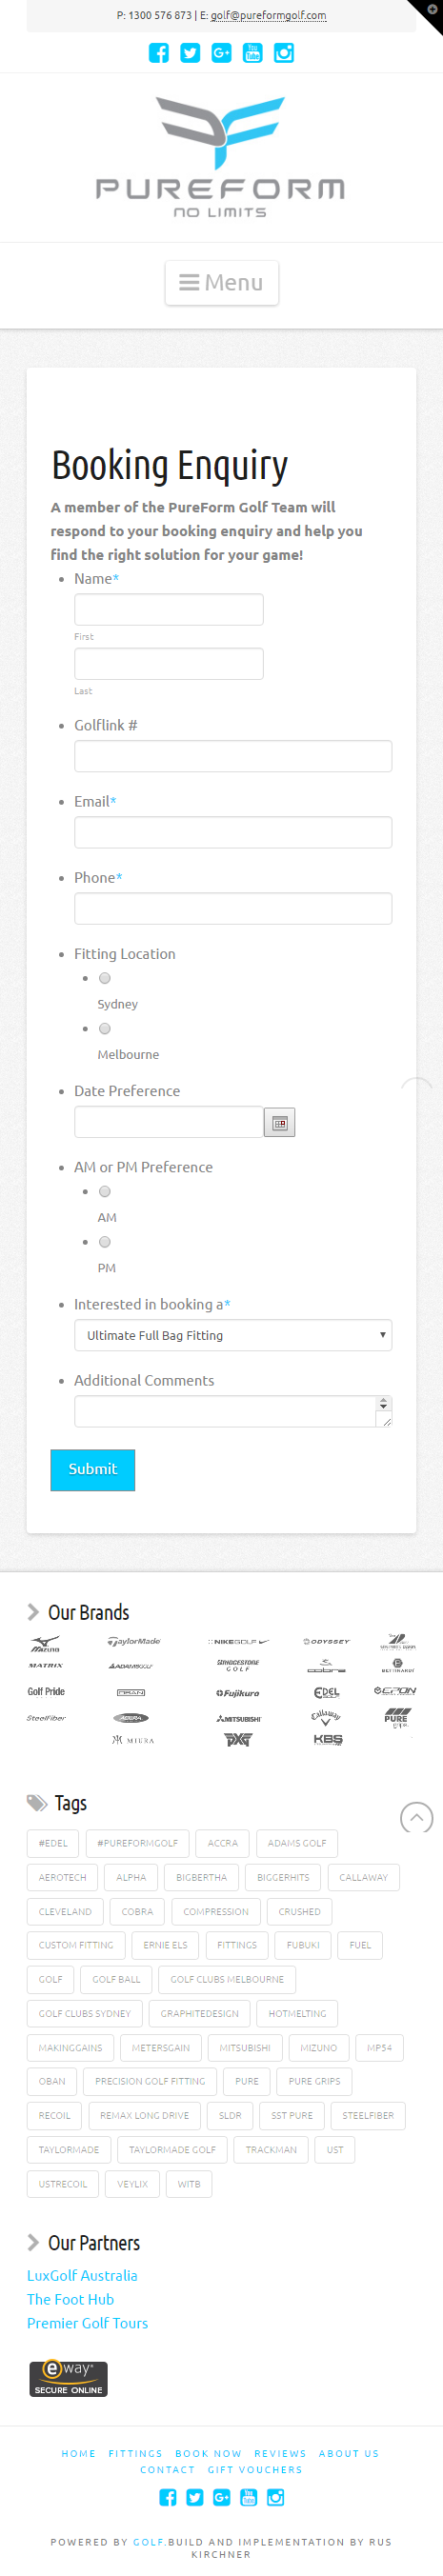 P: 1300 576 873 | E: golf@pureformgolf.com
PUREFORM
NO LIMITS
Menu
Booking Enquiry
A member of the PureForm Golf Team will
respond to your booking enquiry and help you
find the right solution for your game!
Name*
First
Last
Golflink #
Email*
Phone*
Fitting Location
Sydney
Melbourne
Date Preference
AM or PM Preference
AM
PM
Interested in booking a*
Ultimate Full Bag Fitting
Additional Comments
Submit
Our Brands
MIZUNO TaylorMade NIKEGOLF ODYSSEY
MATRIX ADAMSGOLF BRIDGESTONE GOLF cobra BETTINARDI
Golf Pride Fujikura EDEL GOLF EPON
SteelFiber AEROTECH MITSUBISHI Callaway PURE grips
MIURA PXG KBS
Tags
#EDEL #PUREFORMGOLF ACCRA ADAMS GOLF
AEROTECH ALPHA BIGBERTHA BIGGERHITS CALLAWAY
CLEVELAND COBRA COMPRESSION CRUSHED
CUSTOM FITTING ERNIE ELS FITTINGS FUBUKI FUEL
GOLF GOLF BALL GOLF CLUBS MELBOURNE
GOLF CLUBS SYDNEY GRAPHITEDESIGN HOTMELTING
MAKINGGAINS METERSGAIN MITSUBISHI MIZUNO MP54
OBAN PRECISION GOLF FITTING PURE PURE GRIPS
RECOIL REMAX LONG DRIVE SLDR SST PURE STEELFIBER
TAYLORMADE TAYLORMADE GOLF TRACKMAN UST
USTRECOIL VEYLIX WITB
Our Partners
LuxGolf Australia
The Foot Hub
Premier Golf Tours
eway
SECURE ONLINE
HOME FITTINGS BOOK NOW REVIEWS ABOUT US
CONTACT GIFT VOUCHERS
POWERED BY GOLF.BUILD AND IMPLEMENTATION BY RUS
KIRCHNER